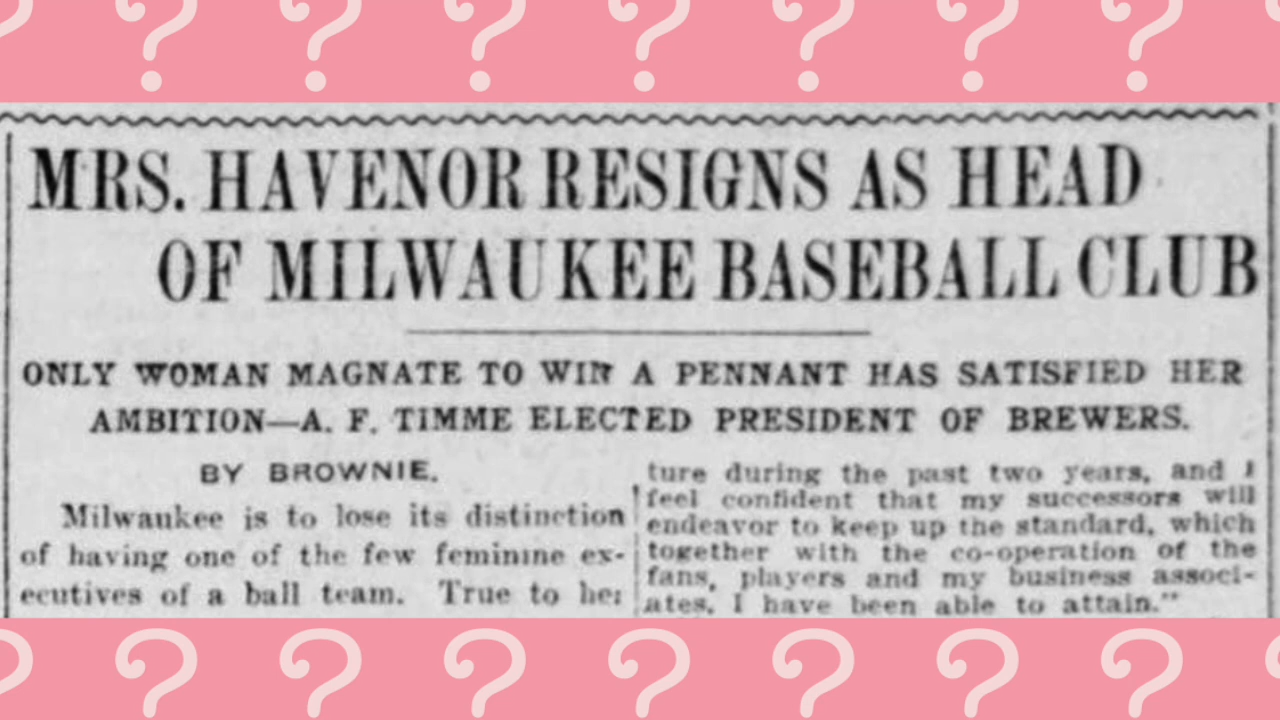 MRS. HAVENOR RESIGNS AS HEAD
OF MILWAUKEE BASEBALL CLUB
ONLY WOMAN MAGNATE TO WIN A PENNANT HAS SATISFIED HER
AMBITION—A. F. TIMME ELECTED PRESIDENT OF BREWERS.
BY BROWNIE.
Milwaukee is to lose its distinction
of having one of the few feminine ex-
ecutives of a ball team. True to her
ture during the past two years, and I
feel confident that my successors will
endeavor to keep up the standard, which
together with the co-operation of the
fans, players and my business associ-
ates, I have been able to attain."